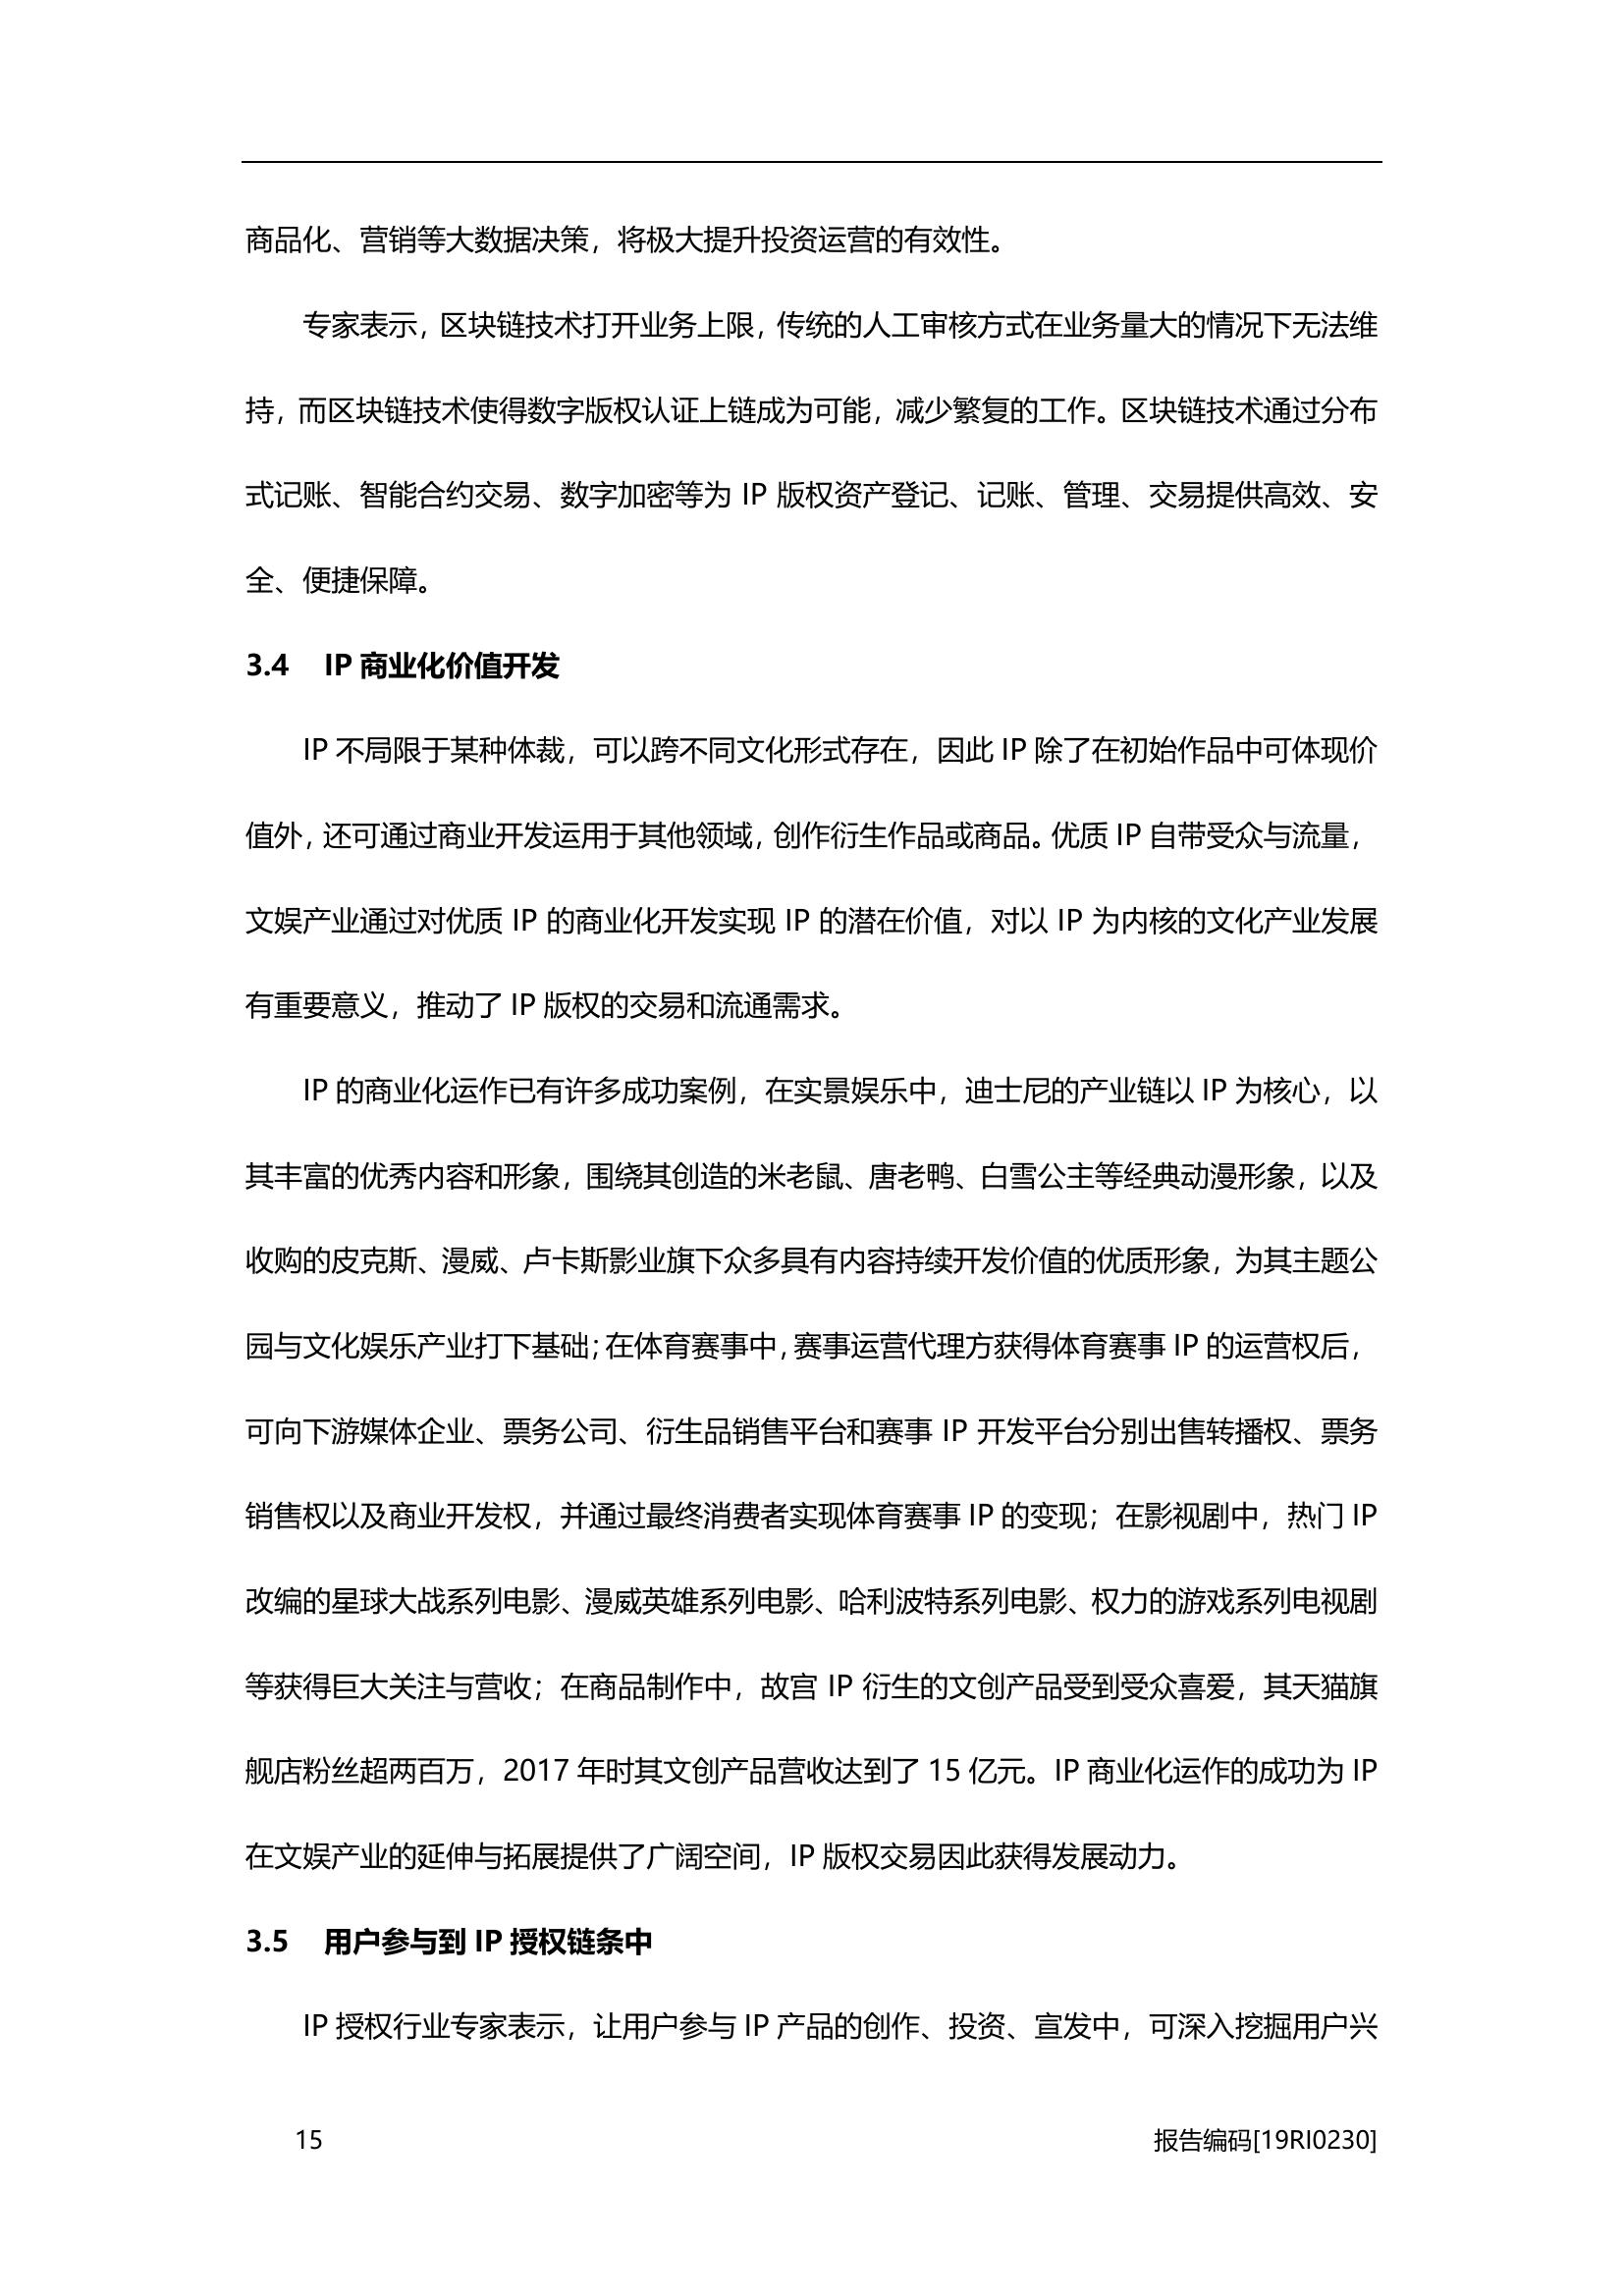 商品化、营销等大数据决策，将极大提升投资运营的有效性。
专家表示，区块链技术打开业务上限，传统的人工审核方式在业务量大的情况下无法维
持，而区块链技术使得数字版权认证上链成为可能，减少繁复的工作。区块链技术通过分布
式记账、智能合约交易、数字加密等为 IP 版权资产登记、记账、管理、交易提供高效、安
全、便捷保障。
3.4 IP 商业化价值开发
IP 不局限于某种体裁，可以跨不同文化形式存在，因此 IP 除了在初始作品中可体现价
值外，还可通过商业开发运用于其他领域，创作衍生作品或商品。优质 IP 自带受众与流量，
文娱产业通过对优质 IP 的商业化开发实现 IP 的潜在价值，对以 IP 为内核的文化产业发展
有重要意义，推动了 IP 版权的交易和流通需求。
IP 的商业化运作已有许多成功案例，在实景娱乐中，迪士尼的产业链以 IP 为核心，以
其丰富的优秀内容和形象，围绕其创造的米老鼠、唐老鸭、白雪公主等经典动漫形象，以及
收购的皮克斯、漫威、卢卡斯影业旗下众多具有内容持续开发价值的优质形象，为其主题公
园与文化娱乐产业打下基础；在体育赛事中，赛事运营代理方获得体育赛事 IP 的运营权后，
可向下游媒体企业、票务公司、衍生品销售平台和赛事 IP 开发平台分别出售转播权、票务
销售权以及商业开发权，并通过最终消费者实现体育赛事 IP 的变现；在影视剧中，热门 IP
改编的星球大战系列电影、漫威英雄系列电影、哈利波特系列电影、权力的游戏系列电视剧
等获得巨大关注与营收；在商品制作中，故宫 IP 衍生的文创产品受到受众喜爱，其天猫旗
舰店粉丝超两百万，2017 年时其文创产品营收达到了 15 亿元。IP 商业化运作的成功为 IP
在文娱产业的延伸与拓展提供了广阔空间，IP 版权交易因此获得发展动力。
3.5 用户参与到 IP 授权链条中
IP 授权行业专家表示，让用户参与 IP 产品的创作、投资、宣发中，可深入挖掘用户兴
15 报告编码[19RI0230]